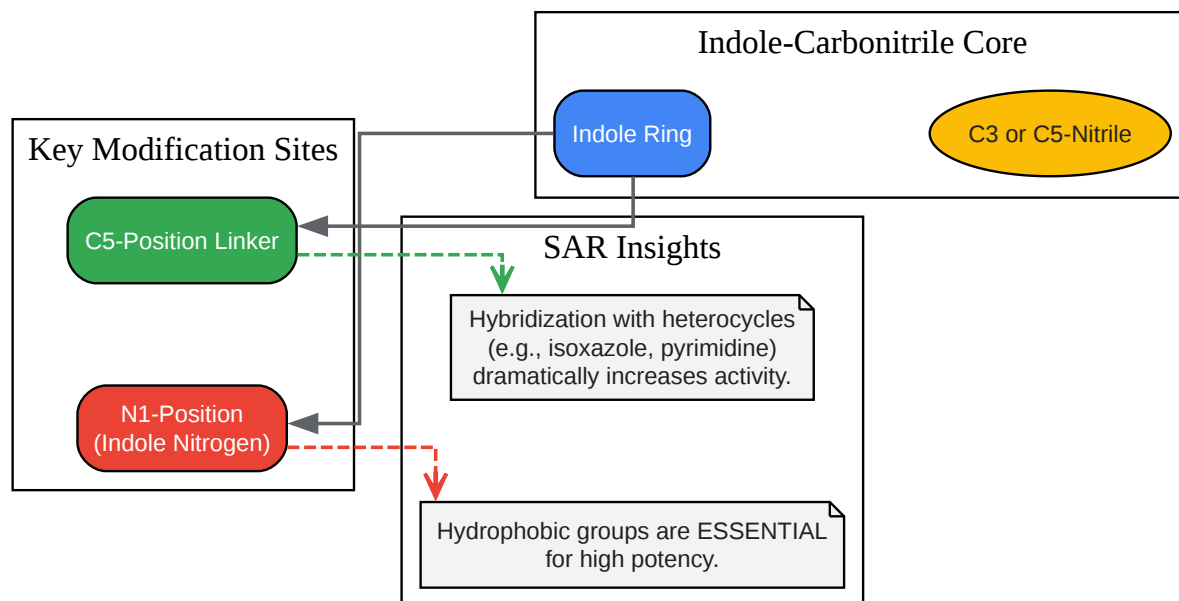 Indole-Carbonitrile Core
Indole Ring
C3 or C5-Nitrile
Key Modification Sites
C5-Position Linker
N1-Position
(Indole Nitrogen)
SAR Insights
Hybridization with heterocycles
(e.g., isoxazole, pyrimidine)
dramatically increases activity.
Hydrophobic groups are ESSENTIAL
for high potency.